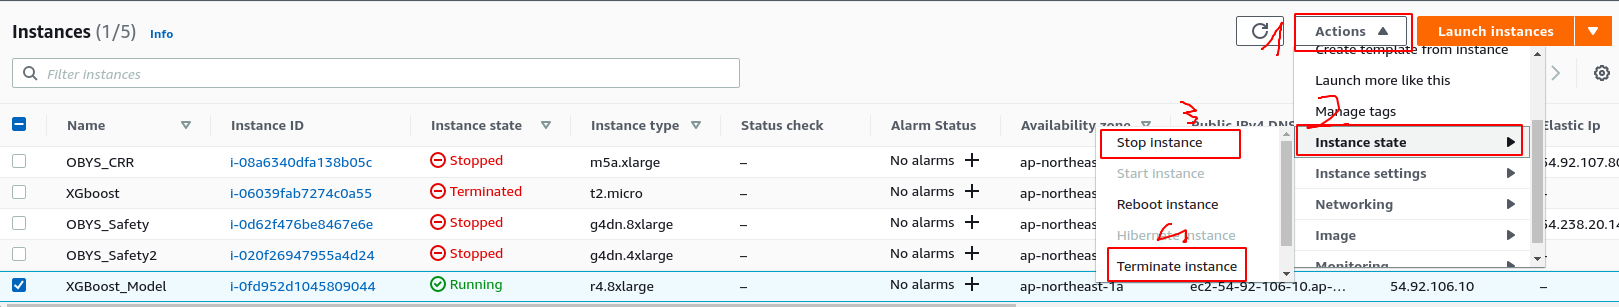 Instances (1/5) Info
1
Actions
Launch instances
Filter instances
Create template from instance
Launch more like this
2
Manage tags
3
Name Instance ID Instance state Instance type Status check Alarm Status Availability zone Public IPv4 DNS Elastic Ip
Stop instance
Instance state
OBYS_CRR i-08a6340dfa138b05c Stopped m5a.xlarge – No alarms + ap-northeast 54.92.107.80
Start instance
Instance settings
XGboost i-06039fab7274c0a55 Terminated t2.micro – No alarms + ap-northeast –
Reboot instance
Networking
OBYS_Safety i-0d62f476be8467e6e Stopped g4dn.8xlarge – No alarms + ap-northeast 54.238.20.14
Hibernate instance
Image
4
OBYS_Safety2 i-020f26947955a4d24 Stopped g4dn.4xlarge – No alarms + ap-northeast –
Terminate instance
Monitoring
XGBoost_Model i-0fd952d1045809044 Running r4.8xlarge – No alarms + ap-northeast-1a ec2-54-92-106-10.ap-... 54.92.106.10 –